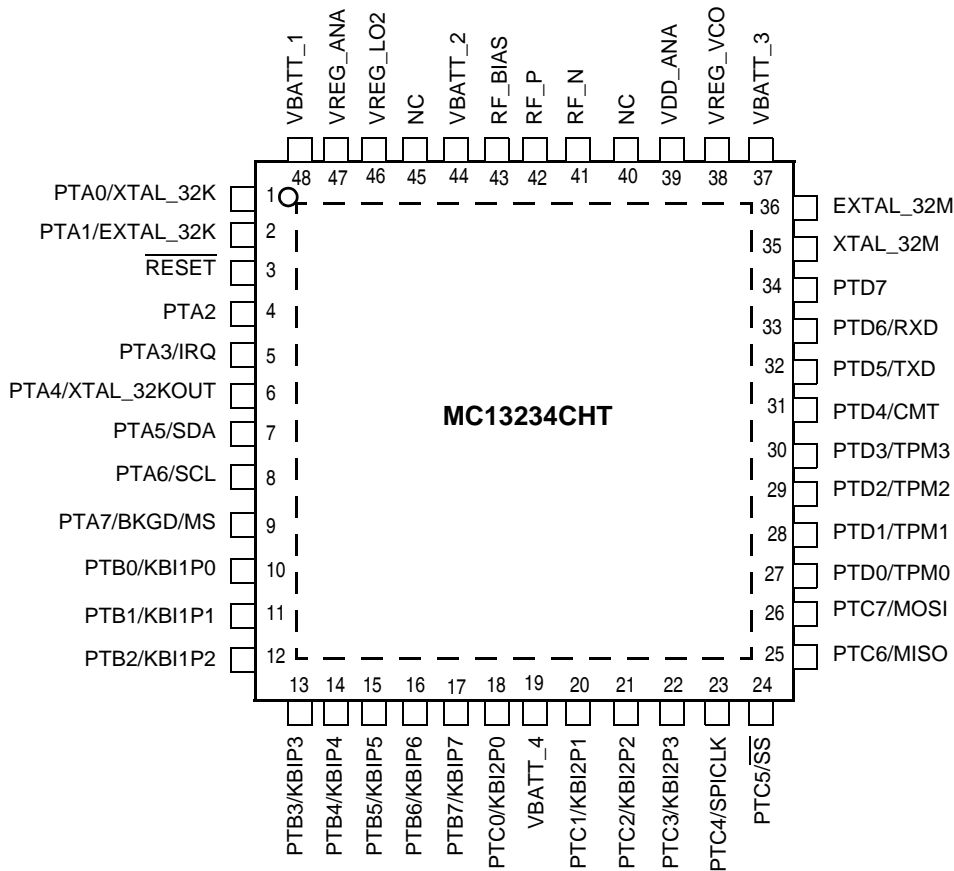 VBATT_1
VREG_ANA
VREG_LO2
NC
VBATT_2
RF_BIAS
RF_P
RF_N
NC
VDD_ANA
VREG_VCO
VBATT_3
48 47 46 45 44 43 42 41 40 39 38 37
PTA0/XTAL_32K 1
PTA1/EXTAL_32K 2
RESET 3
PTA2 4
PTA3/IRQ 5
PTA4/XTAL_32KOUT 6
PTA5/SDA 7
PTA6/SCL 8
PTA7/BKGD/MS 9
PTB0/KBI1P0 10
PTB1/KBI1P1 11
PTB2/KBI1P2 12
MC13234CHT
36 EXTAL_32M
35 XTAL_32M
34 PTD7
33 PTD6/RXD
32 PTD5/TXD
31 PTD4/CMT
30 PTD3/TPM3
29 PTD2/TPM2
28 PTD1/TPM1
27 PTD0/TPM0
26 PTC7/MOSI
25 PTC6/MISO
13 14 15 16 17 18 19 20 21 22 23 24
PTB3/KBIP3
PTB4/KBIP4
PTB5/KBIP5
PTB6/KBIP6
PTB7/KBIP7
PTC0/KBI2P0
VBATT_4
PTC1/KBI2P1
PTC2/KBI2P2
PTC3/KBI2P3
PTC4/SPICLK
PTC5/SS